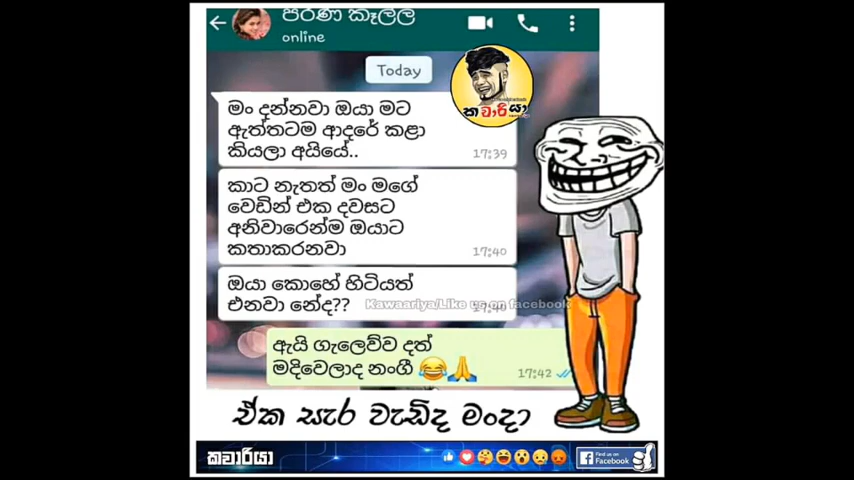 පරණ කෑල්ල
online
Today
කවාරියා
මං දන්නවා ඔයා මට
ඇත්තටම ආදරේ කළා
කියලා අයියේ..
17:39
කාට නැතත් මං මගේ
වෙඩින් එක දවසට
අනිවාරෙන්ම ඔයාට
කතාකරනවා
17:40
ඔයා කොහේ හිටියත්
එනවා නේද??
17:40
Kawaariya/Like us on facebook
ඇයි ගැලෙව්ව දත්
මදිවෙලාද නංගී 😂🙏
17:42
ඒක සැර වැඩිද මංදා
කවාරියා
Find us on
Facebook